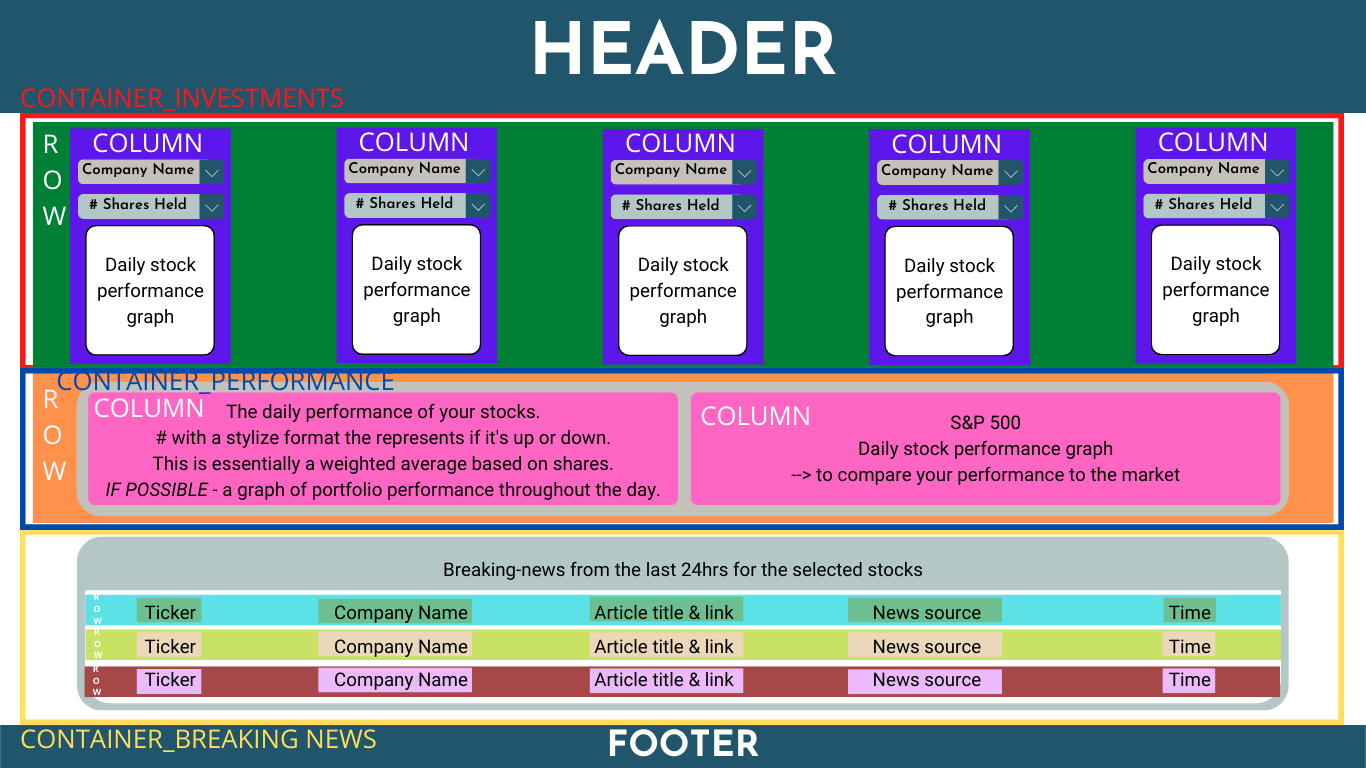 HEADER
CONTAINER_INVESTMENTS
R
O
W
COLUMN
Company Name
# Shares Held
Daily stock
performance
graph
COLUMN
Company Name
# Shares Held
Daily stock
performance
graph
COLUMN
Company Name
# Shares Held
Daily stock
performance
graph
COLUMN
Company Name
# Shares Held
Daily stock
performance
graph
COLUMN
Company Name
# Shares Held
Daily stock
performance
graph
CONTAINER_PERFORMANCE
R
O
W
COLUMN
The daily performance of your stocks.
# with a stylize format the represents if it's up or down.
This is essentially a weighted average based on shares.
IF POSSIBLE - a graph of portfolio performance throughout the day.
COLUMN
S&P 500
Daily stock performance graph
--> to compare your performance to the market
Breaking-news from the last 24hrs for the selected stocks
R
O
W
Ticker Company Name Article title & link News source Time
R
O
W
Ticker Company Name Article title & link News source Time
R
O
W
Ticker Company Name Article title & link News source Time
CONTAINER_BREAKING NEWS
FOOTER